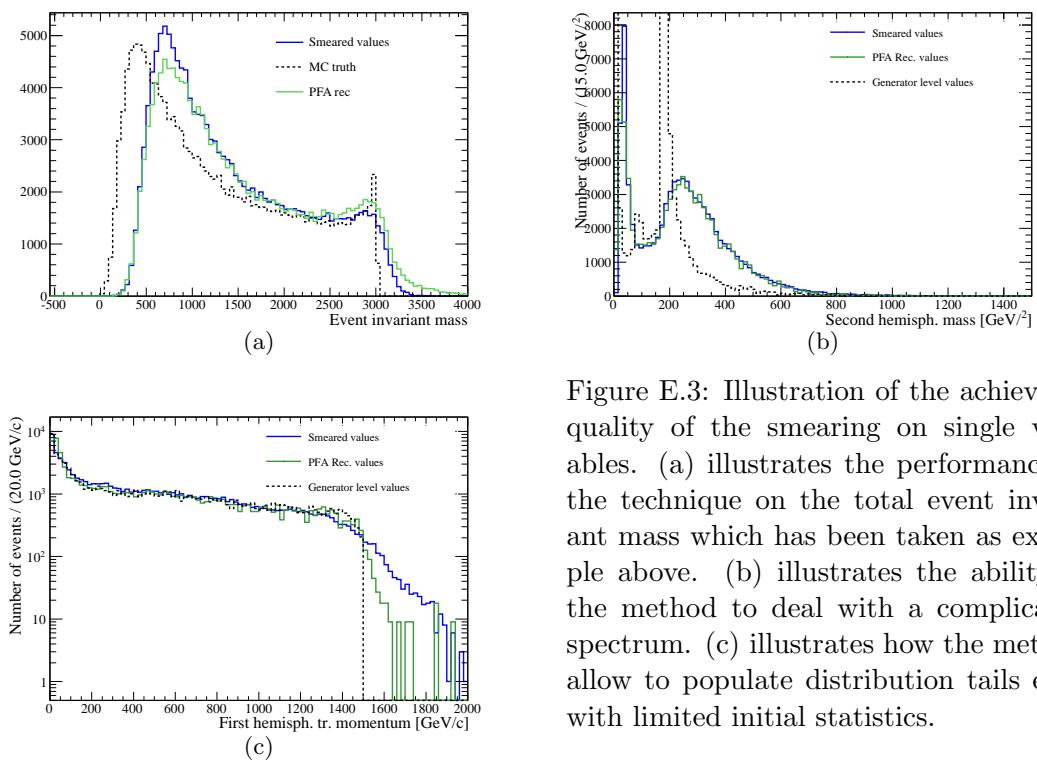 5000
4000
3000
2000
1000
0
-500 0 500 1000 1500 2000 2500 3000 3500 4000
Event invariant mass
Smeared values
MC truth
PFA rec
(a)
Number of events / (15.0 GeV/²)
8000
7000
6000
5000
4000
3000
2000
1000
0
0 200 400 600 800 1000 1200 1400
Second hemisph. mass [GeV/²]
Smeared values
PFA Rec. values
Generator level values
(b)
Number of events / (20.0 GeV/c)
10⁴
10³
10²
10
1
0 200 400 600 800 1000 1200 1400 1600 1800 2000
First hemisph. tr. momentum [GeV/c]
Smeared values
PFA Rec. values
Generator level values
(c)
Figure E.3: Illustration of the achiev
quality of the smearing on single v
ables. (a) illustrates the performanc
the technique on the total event inv
ant mass which has been taken as ex
ple above. (b) illustrates the ability
the method to deal with a complica
spectrum. (c) illustrates how the met
allow to populate distribution tails e
with limited initial statistics.